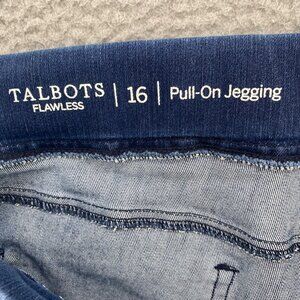 TALBOTS | 16 | Pull-On Jegging
FLAWLESS